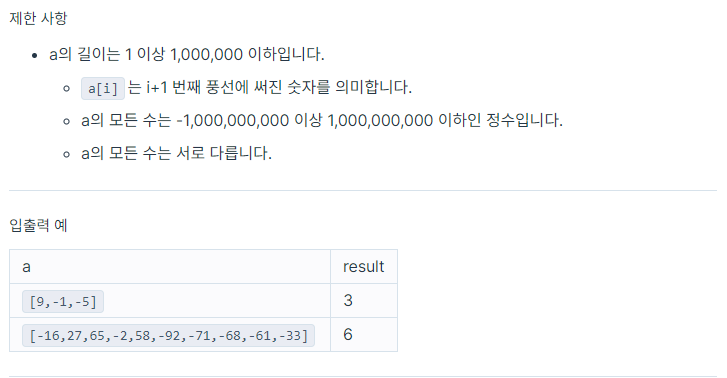 제한 사항
a의 길이는 1 이상 1,000,000 이하입니다.
a[i] 는 i+1 번째 풍선에 써진 숫자를 의미합니다.
a의 모든 수는 -1,000,000,000 이상 1,000,000,000 이하인 정수입니다.
a의 모든 수는 서로 다릅니다.
입출력 예
a result
[9,-1,-5] 3
[-16,27,65,-2,58,-92,-71,-68,-61,-33] 6